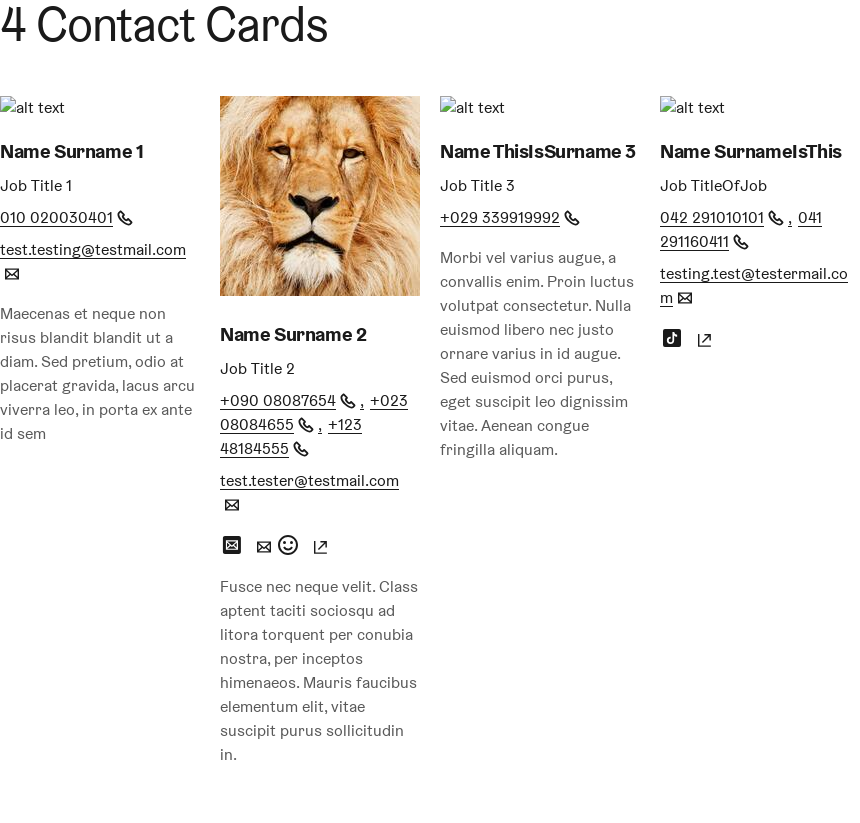 4 Contact Cards
alt text
Name Surname 1
Job Title 1
010 020030401
test.testing@testmail.com
Maecenas et neque non
risus blandit blandit ut a
diam. Sed pretium, odio at
placerat gravida, lacus arcu
viverra leo, in porta ex ante
id sem
Name Surname 2
Job Title 2
+090 08087654 , +023
08084655 , +123
48184555
test.tester@testmail.com
Fusce nec neque velit. Class
aptent taciti sociosqu ad
litora torquent per conubia
nostra, per inceptos
himenaeos. Mauris faucibus
elementum elit, vitae
suscipit purus sollicitudin
in.
alt text
Name ThisIsSurname 3
Job Title 3
+029 339919992
Morbi vel varius augue, a
convallis enim. Proin luctus
volutpat consectetur. Nulla
euismod libero nec justo
ornare varius in id augue.
Sed euismod orci purus,
eget suscipit leo dignissim
vitae. Aenean congue
fringilla aliquam.
alt text
Name SurnameIsThis
Job TitleOfJob
042 291010101 , 041
291160411
testing.test@testermail.co
m